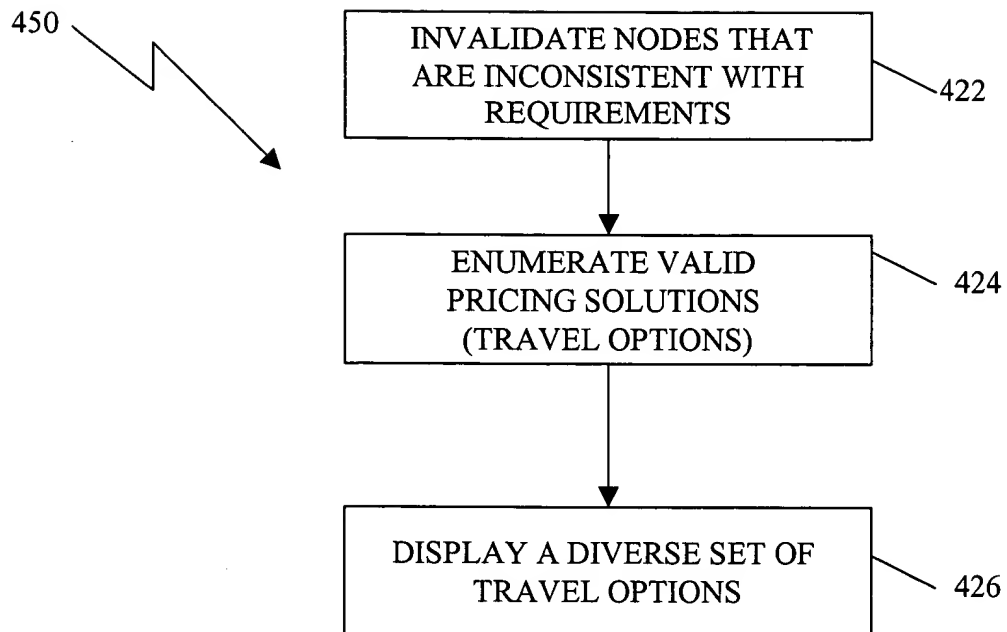 450
INVALIDATE NODES THAT
ARE INCONSISTENT WITH
REQUIREMENTS
422
ENUMERATE VALID
PRICING SOLUTIONS
(TRAVEL OPTIONS)
424
DISPLAY A DIVERSE SET OF
TRAVEL OPTIONS
426